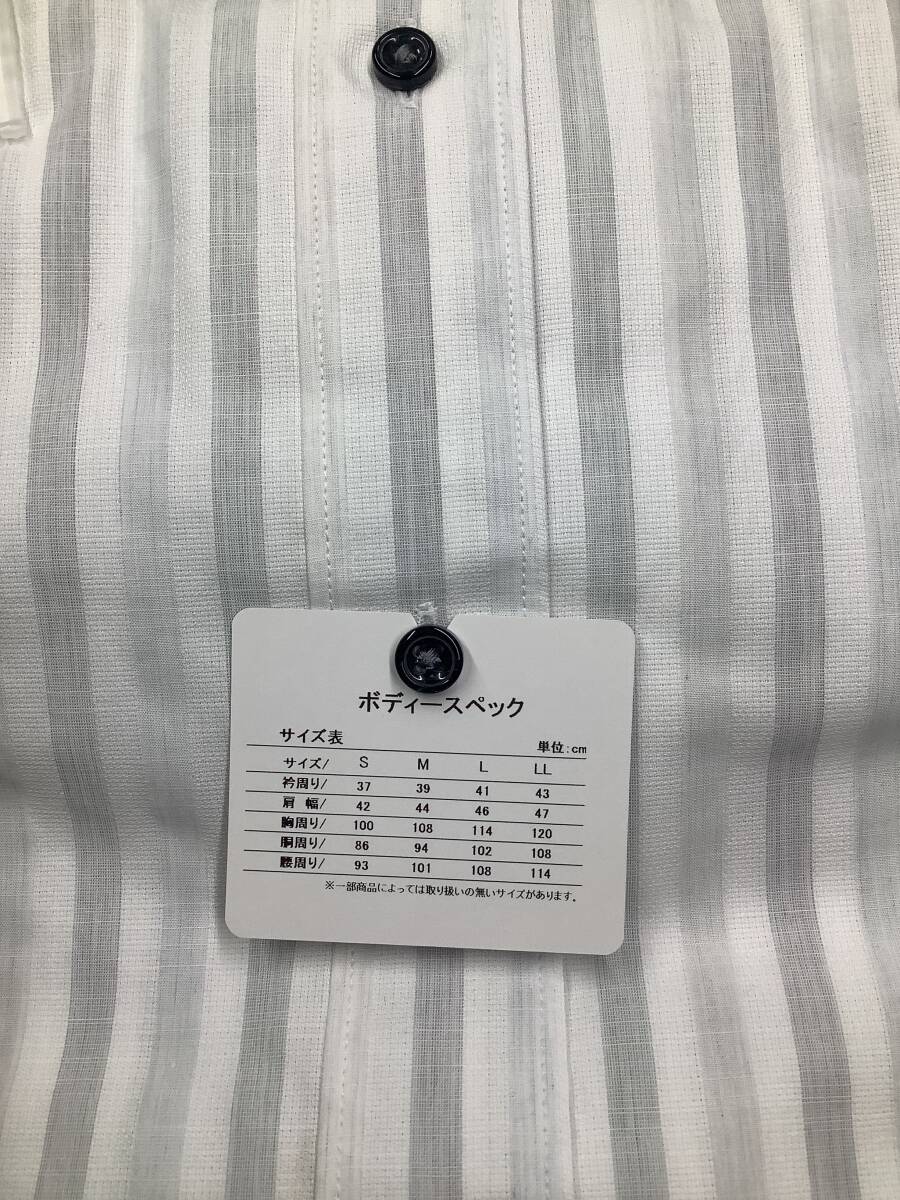 ボディースペック
サイズ表 単位:cm
サイズ/ S M L LL
衿周り/ 37 39 41 43
肩 幅/ 42 44 46 47
胸周り/ 100 108 114 120
胴周り/ 86 94 102 108
腰周り/ 93 101 108 114
※一部商品によっては取り扱いの無いサイズがあります。